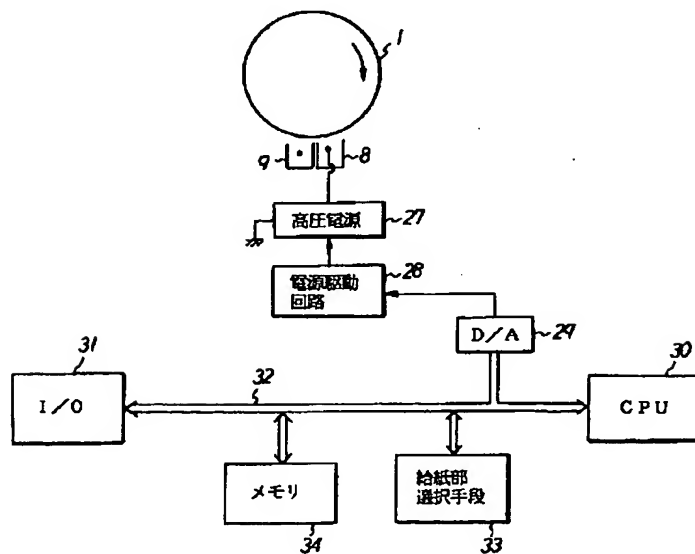 1
9
8
高圧電源
27
電源駆動
回路
28
D/A
29
31
30
I/O
32
CPU
メモリ
34
給紙部
選択手段
33